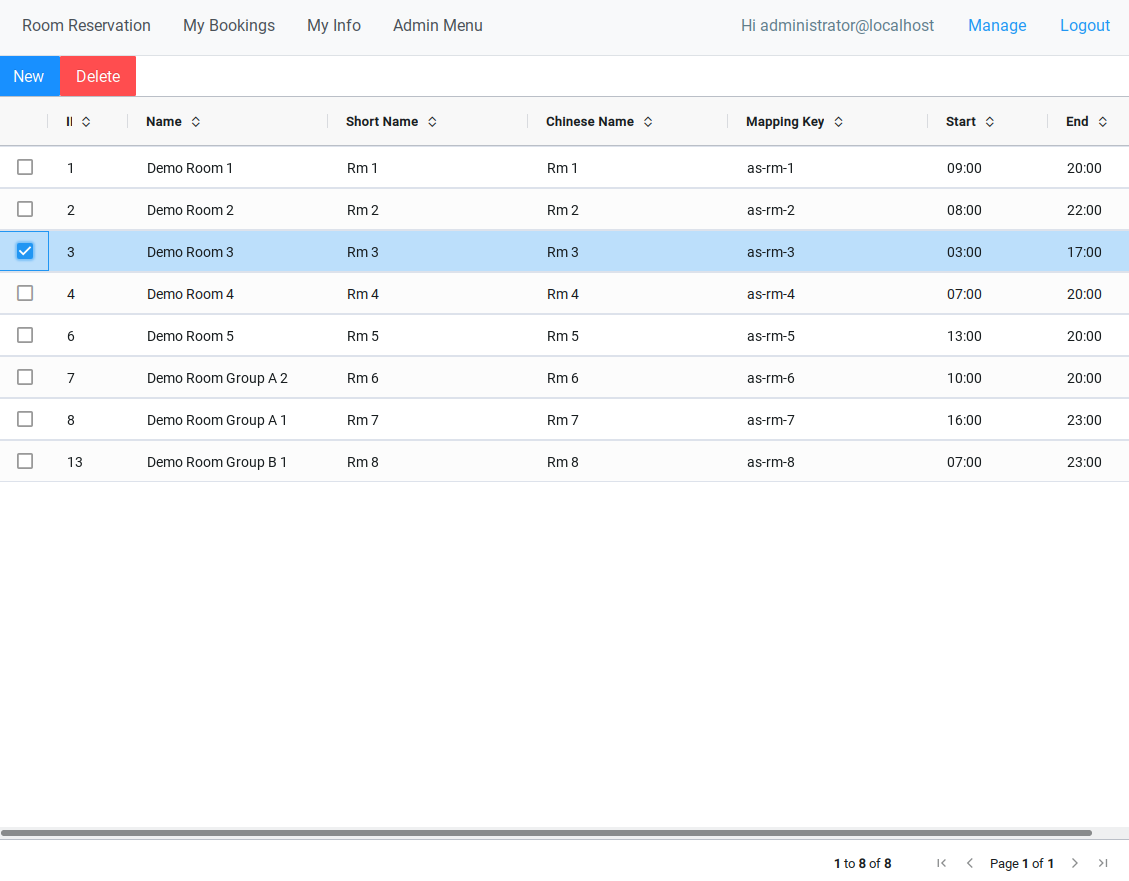 Room Reservation My Bookings My Info Admin Menu Hi administrator@localhost Manage Logout
New Delete
Name Short Name Chinese Name Mapping Key Start End
1 Demo Room 1 Rm 1 Rm 1 as-rm-1 09:00 20:00
2 Demo Room 2 Rm 2 Rm 2 as-rm-2 08:00 22:00
3 Demo Room 3 Rm 3 Rm 3 as-rm-3 03:00 17:00
4 Demo Room 4 Rm 4 Rm 4 as-rm-4 07:00 20:00
6 Demo Room 5 Rm 5 Rm 5 as-rm-5 13:00 20:00
7 Demo Room Group A 2 Rm 6 Rm 6 as-rm-6 10:00 20:00
8 Demo Room Group A 1 Rm 7 Rm 7 as-rm-7 16:00 23:00
13 Demo Room Group B 1 Rm 8 Rm 8 as-rm-8 07:00 23:00
1 to 8 of 8 Page 1 of 1